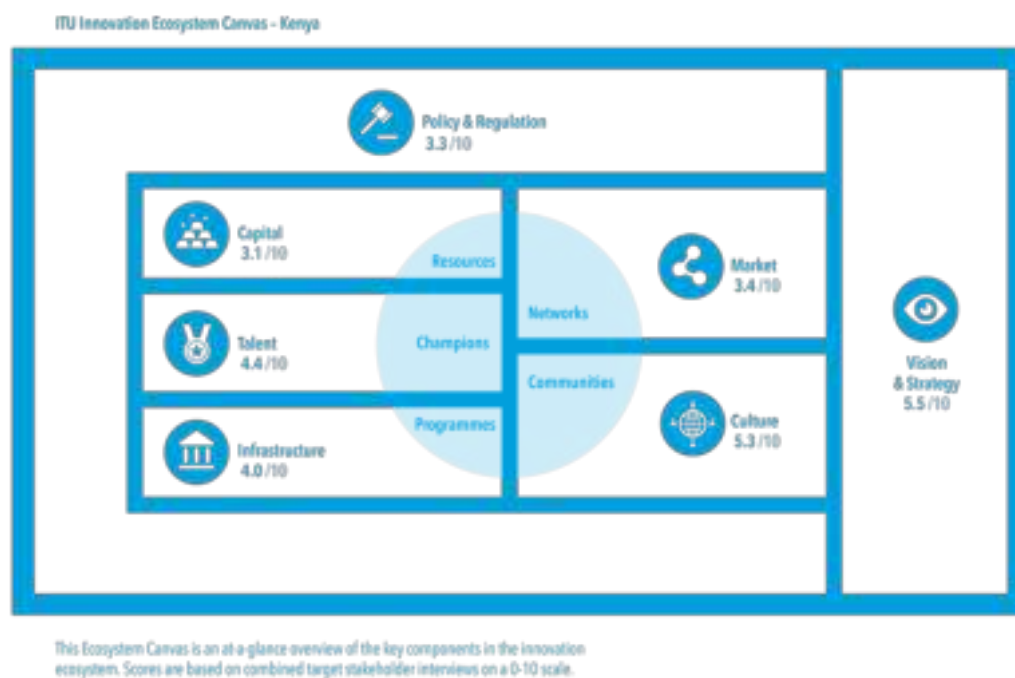 ITU Innovation Ecosystem Canvas – Kenya
Policy & Regulation
3.3 /10
Capital
3.1 /10
Resources
Market
3.4 /10
Networks
Talent
4.4 /10
Champions
Vision
& Strategy
5.5 /10
Communities
Culture
5.3 /10
Programmes
Infrastructure
4.0 /10
This Ecosystem Canvas is an at-a-glance overview of the key components in the innovation
ecosystem. Scores are based on combined target stakeholder interviews on a 0-10 scale.